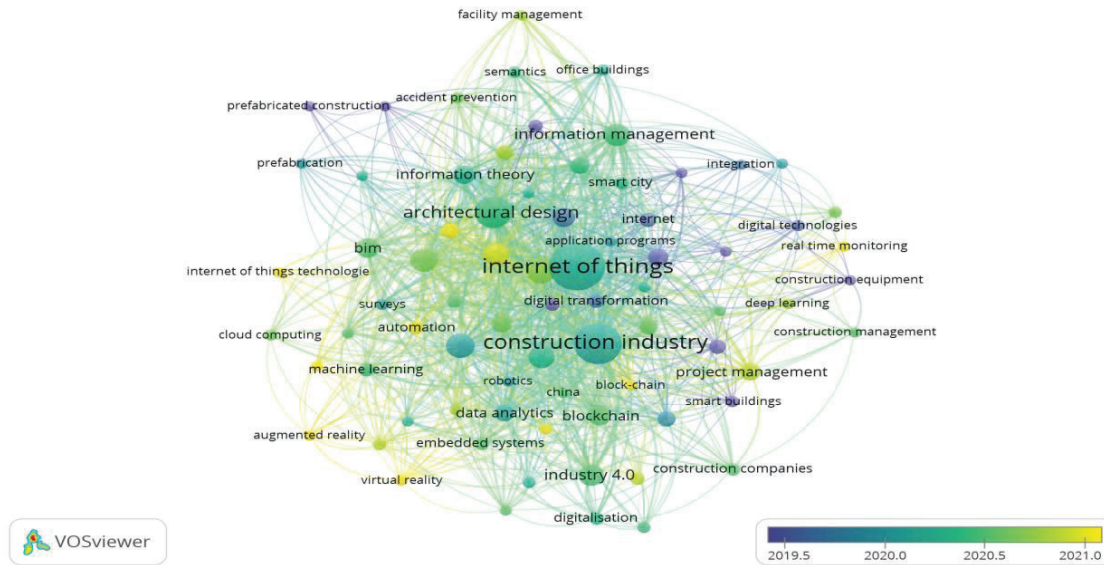 facility management
semantics
office buildings
accident prevention
prefabricated construction
information management
prefabrication
integration
information theory
smart city
architectural design
internet
digital technologies
bim
application programs
real time monitoring
internet of things
internet of things technologie
construction equipment
surveys
digital transformation
deep learning
automation
cloud computing
construction management
construction industry
machine learning
project management
robotics
block-chain
china
smart buildings
data analytics
blockchain
augmented reality
embedded systems
construction companies
virtual reality
industry 4.0
digitalisation
VOSviewer
2019.5 2020.0 2020.5 2021.0